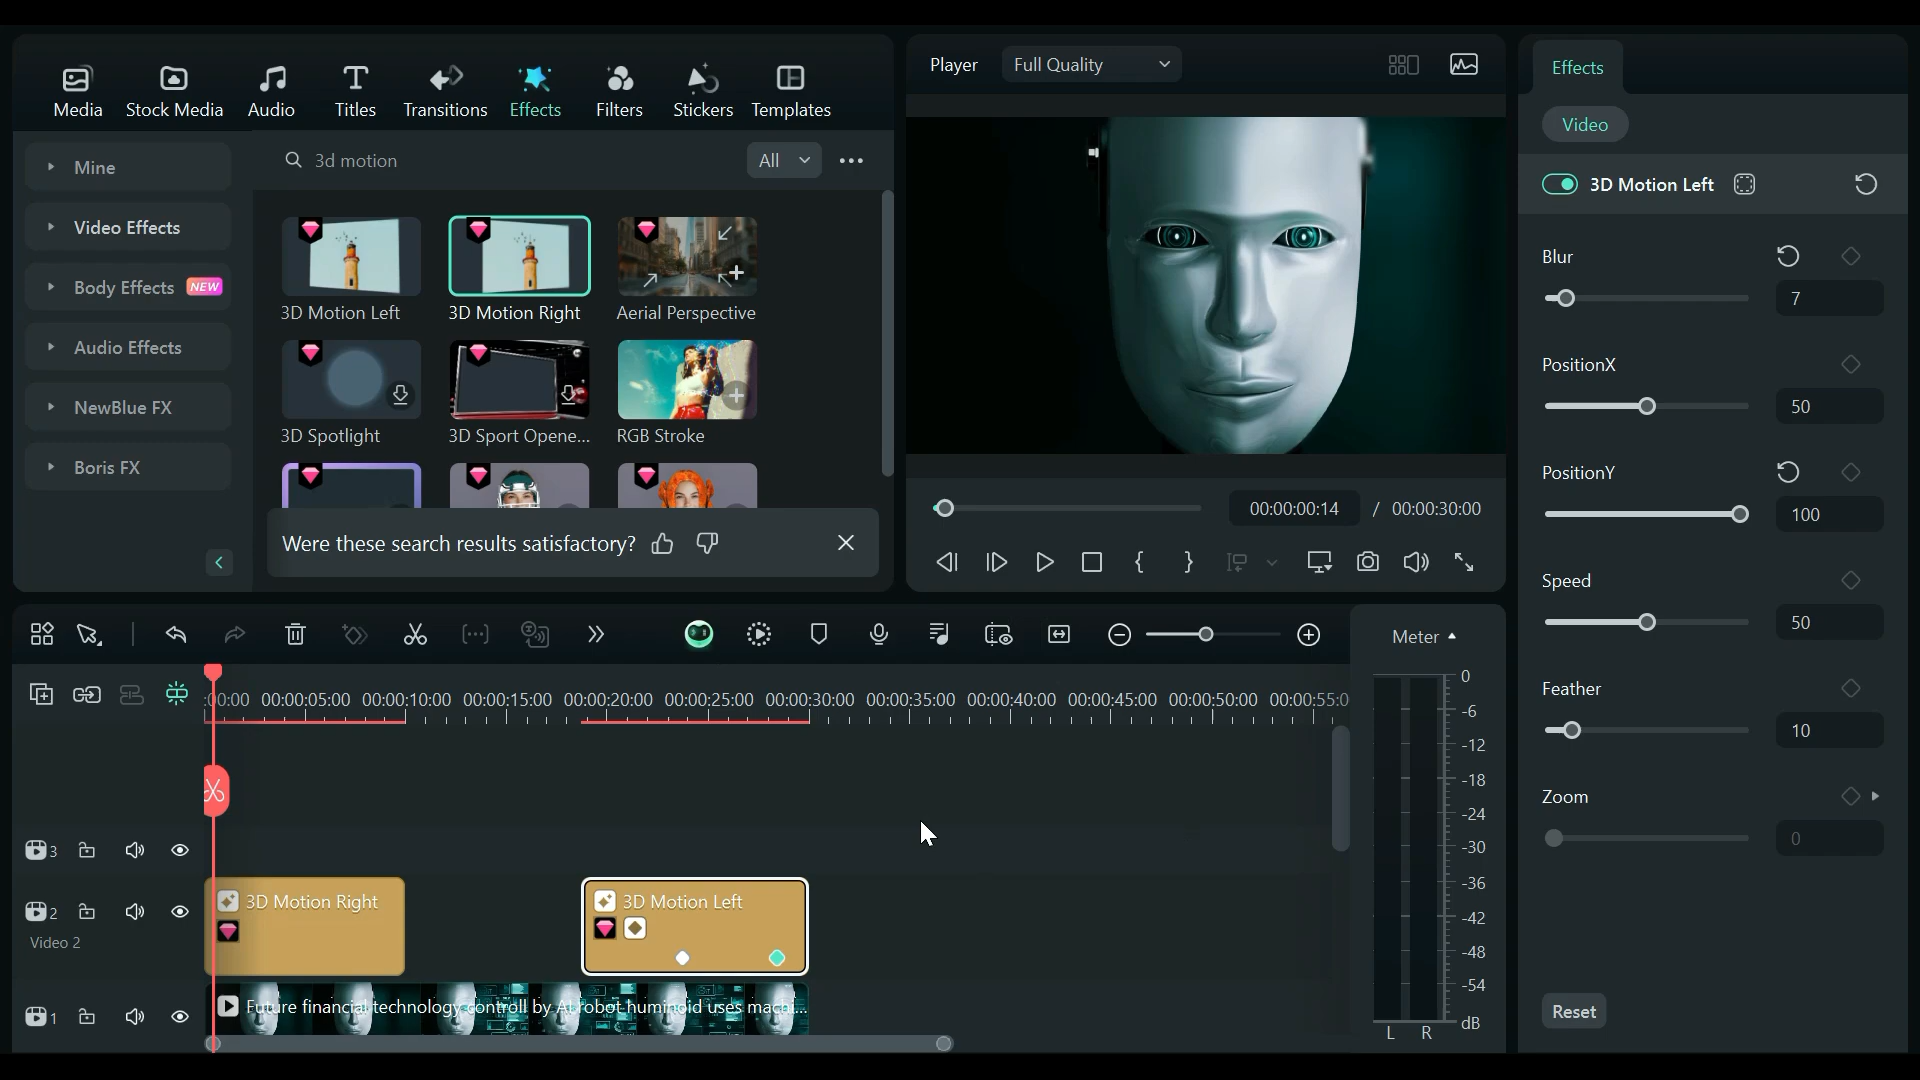 Media Stock Media Audio Titles Transitions Effects Filters Stickers Templates
Mine
Video Effects
Body Effects NEW
Audio Effects
NewBlue FX
Boris FX
3d motion All
3D Motion Left 3D Motion Right Aerial Perspective
3D Spotlight 3D Sport Opene... RGB Stroke
Were these search results satisfactory?
Player Full Quality
00:00:00:14 / 00:00:30:00
Effects
Video
3D Motion Left
Blur
7
PositionX
50
PositionY
100
Speed
50
Feather
10
Zoom
0
Reset
:00:00 00:00:05:00 00:00:10:00 00:00:15:00 00:00:20:00 00:00:25:00 00:00:30:00 00:00:35:00 00:00:40:00 00:00:45:00 00:00:50:00 00:00:55:0
3
2
Video 2
1
3D Motion Right 3D Motion Left
Future financial technology controll by AI robot huminoid uses machi...
Meter
0
-6
-12
-18
-24
-30
-36
-42
-48
-54
dB
L R